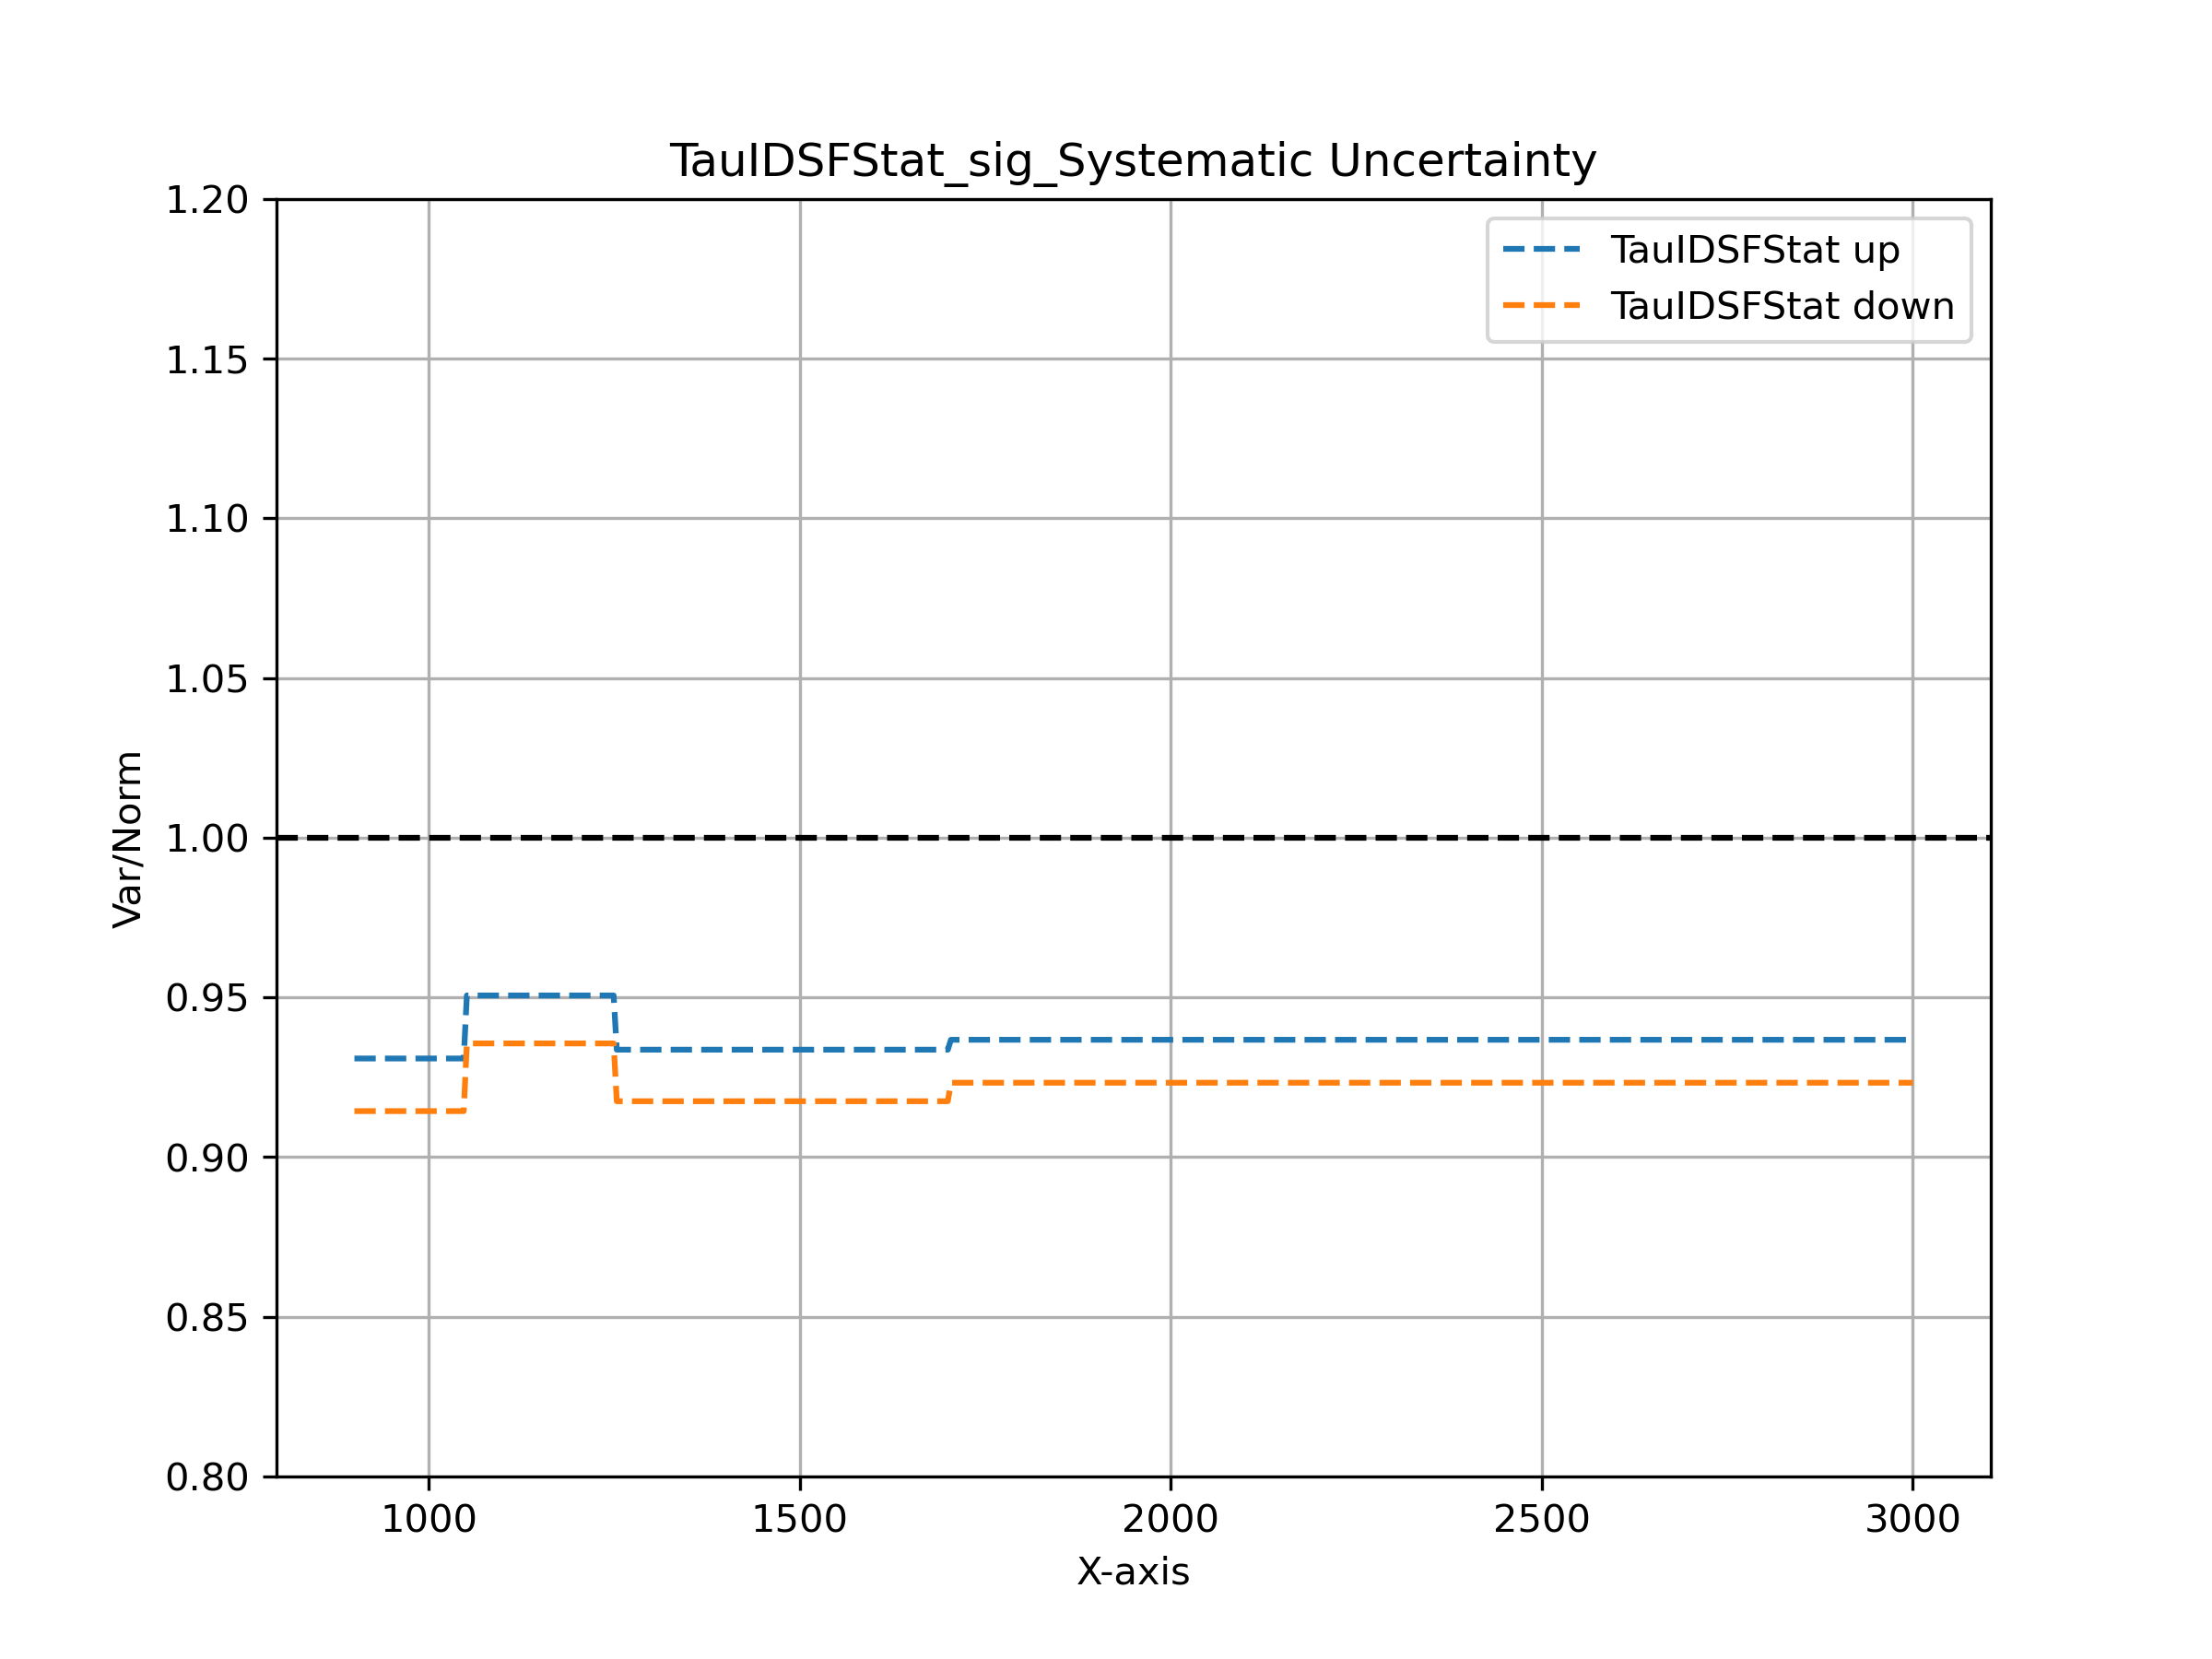 TauIDSFStat_sig_Systematic Uncertainty
1.20
1.15
1.10
1.05
1.00
0.95
0.90
0.85
0.80
Var/Norm
TauIDSFStat up
TauIDSFStat down
1000 1500 2000 2500 3000
X-axis